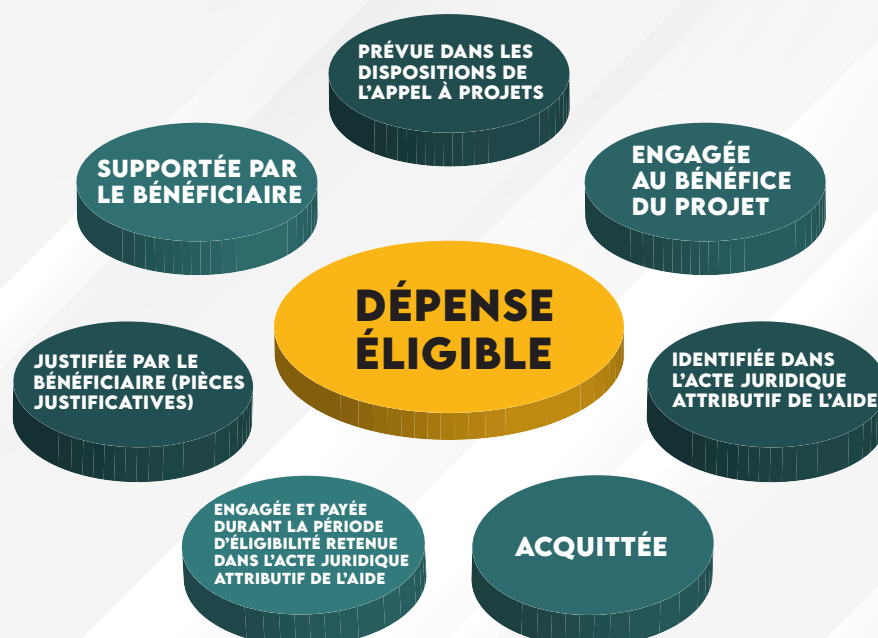 PRÉVUE DANS LES
DISPOSITIONS DE
L'APPEL À PROJETS
SUPPORTÉE PAR
LE BÉNÉFICIAIRE
ENGAGÉE
AU BÉNÉFICE
DU PROJET
DÉPENSE
ÉLIGIBLE
JUSTIFIÉE PAR LE
BÉNÉFICIAIRE (PIÈCES
JUSTIFICATIVES)
IDENTIFIÉE DANS
L'ACTE JURIDIQUE
ATTRIBUTIF DE L'AIDE
ENGAGÉE ET PAYÉE
DURANT LA PÉRIODE
D'ÉLIGIBILITÉ RETENUE
DANS L'ACTE JURIDIQUE
ATTRIBUTIF DE L'AIDE
ACQUITTÉE